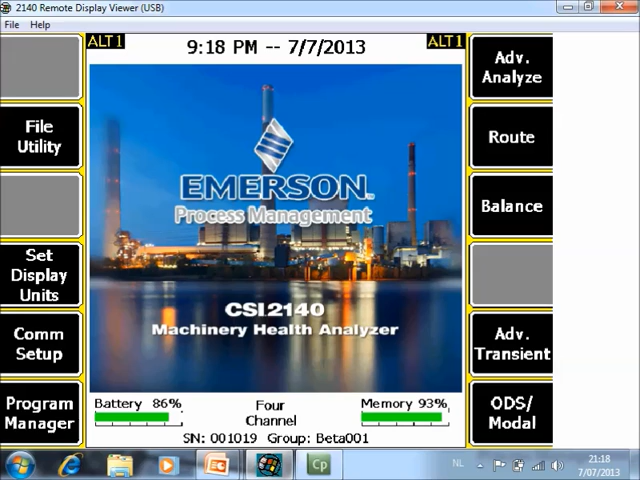 2140 Remote Display Viewer (USB)
File Help
ALT1
9:18 PM -- 7/7/2013
ALT1
File
Utility
Set
Display
Units
Comm
Setup
Program
Manager
EMERSON
Process Management
CSI 2140
Machinery Health Analyzer
Battery 86%
Four
Channel
Memory 93%
SN: 001019 Group: Beta001
Adv.
Analyze
Route
Balance
Adv.
Transient
ODS/
Modal
Cp
NL
21:18
7/07/2013